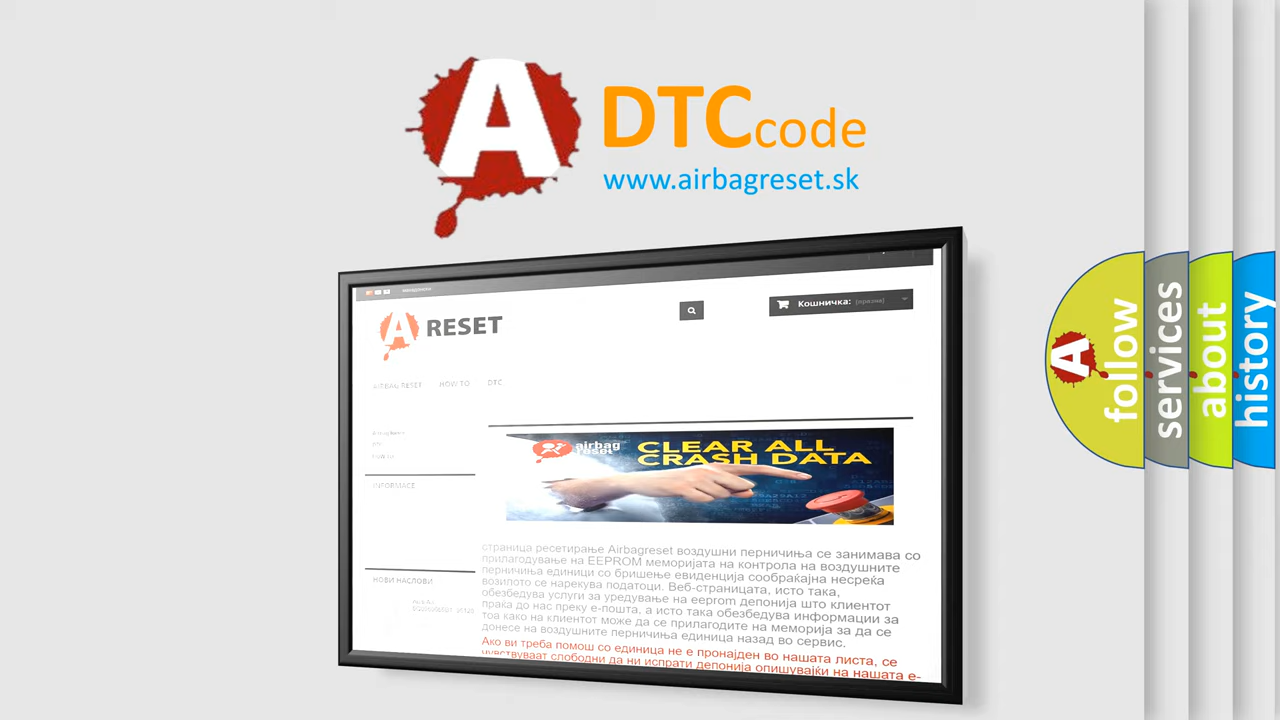 A
DTC code
www.airbagreset.sk
A RESET
Кошничка: (празна)
AIRBAG RESET HOW TO DTC
INFORMACE
НОВИ НАСЛОВИ
airbag
reset
CLEAR ALL
CRASH DATA
страница ресетирање Airbagreset воздушни перничиња се занимава со
прилагодување на EEPROM меморијата на контрола на воздушните
перничиња единици со бришење евиденција сообраќајна несреќа
возилото се нарекува податоци. Веб-страницата, исто така,
обезбедува услуги за уредување на eeprom депонија што клиентот
праќа до нас преку е-пошта, а исто така обезбедува информации за
тоа како на клиентот може да се прилагодите на меморија за да се
донесе на воздушните перничиња единица назад во сервис.
Ако ви треба помош со единица не е пронајден во нашата листа, се
чувствуваат слободни да ни испрати депонија опишувајќи на нашата е-
A
follow
services
about
history